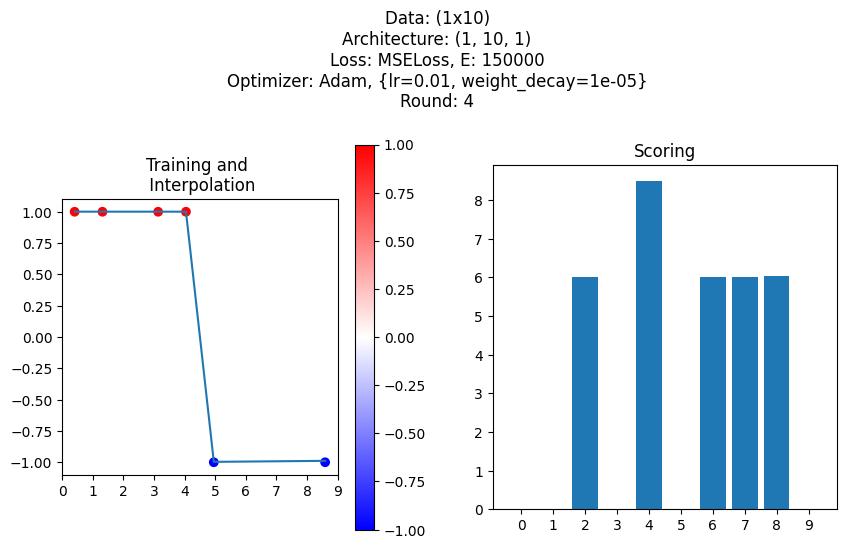 Data: (1x10)
Architecture: (1, 10, 1)
Loss: MSELoss, E: 150000
Optimizer: Adam, {lr=0.01, weight_decay=1e-05}
Round: 4
Training and
Interpolation
1.00
0.75
0.50
0.25
0.00
−0.25
−0.50
−0.75
−1.00
0 1 2 3 4 5 6 7 8 9
1.00
0.75
0.50
0.25
0.00
−0.25
−0.50
−0.75
−1.00
Scoring
8
7
6
5
4
3
2
1
0
0 1 2 3 4 5 6 7 8 9